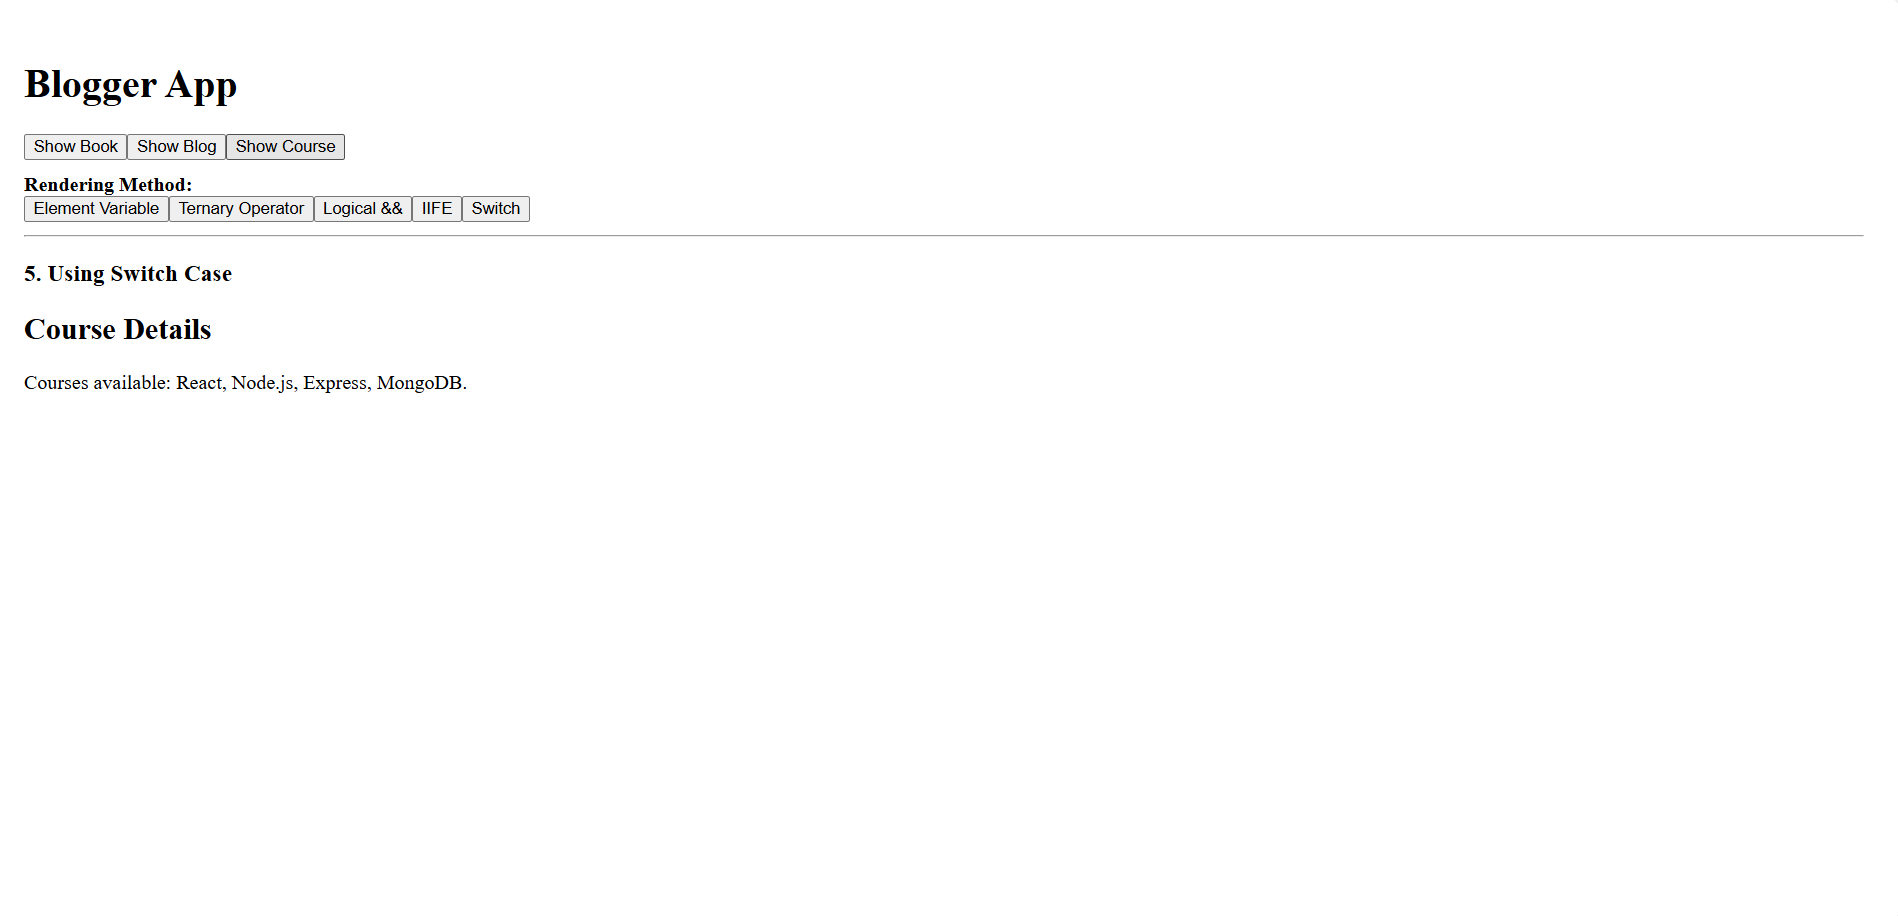 Blogger App
Show Book Show Blog Show Course
Rendering Method:
Element Variable Ternary Operator Logical && IIFE Switch
5. Using Switch Case
Course Details
Courses available: React, Node.js, Express, MongoDB.